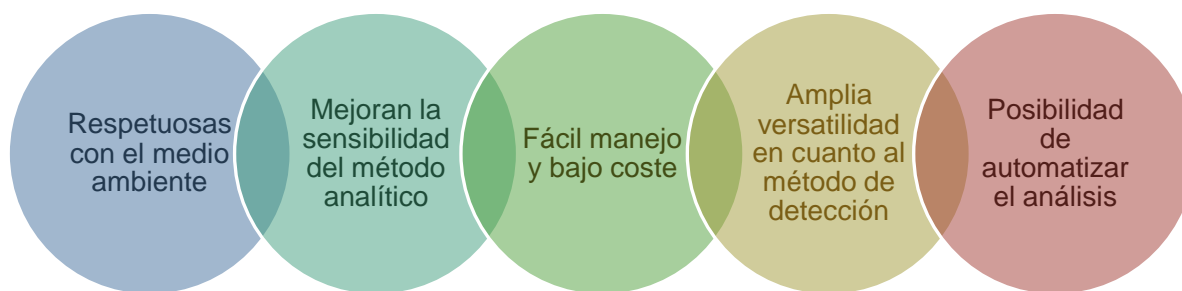 Respetuosas
con el medio
ambiente
Mejoran la
sensibilidad
del método
analítico
Fácil manejo
y bajo coste
Amplia
versatilidad
en cuanto al
método de
detección
Posibilidad
de
automatizar
el análisis